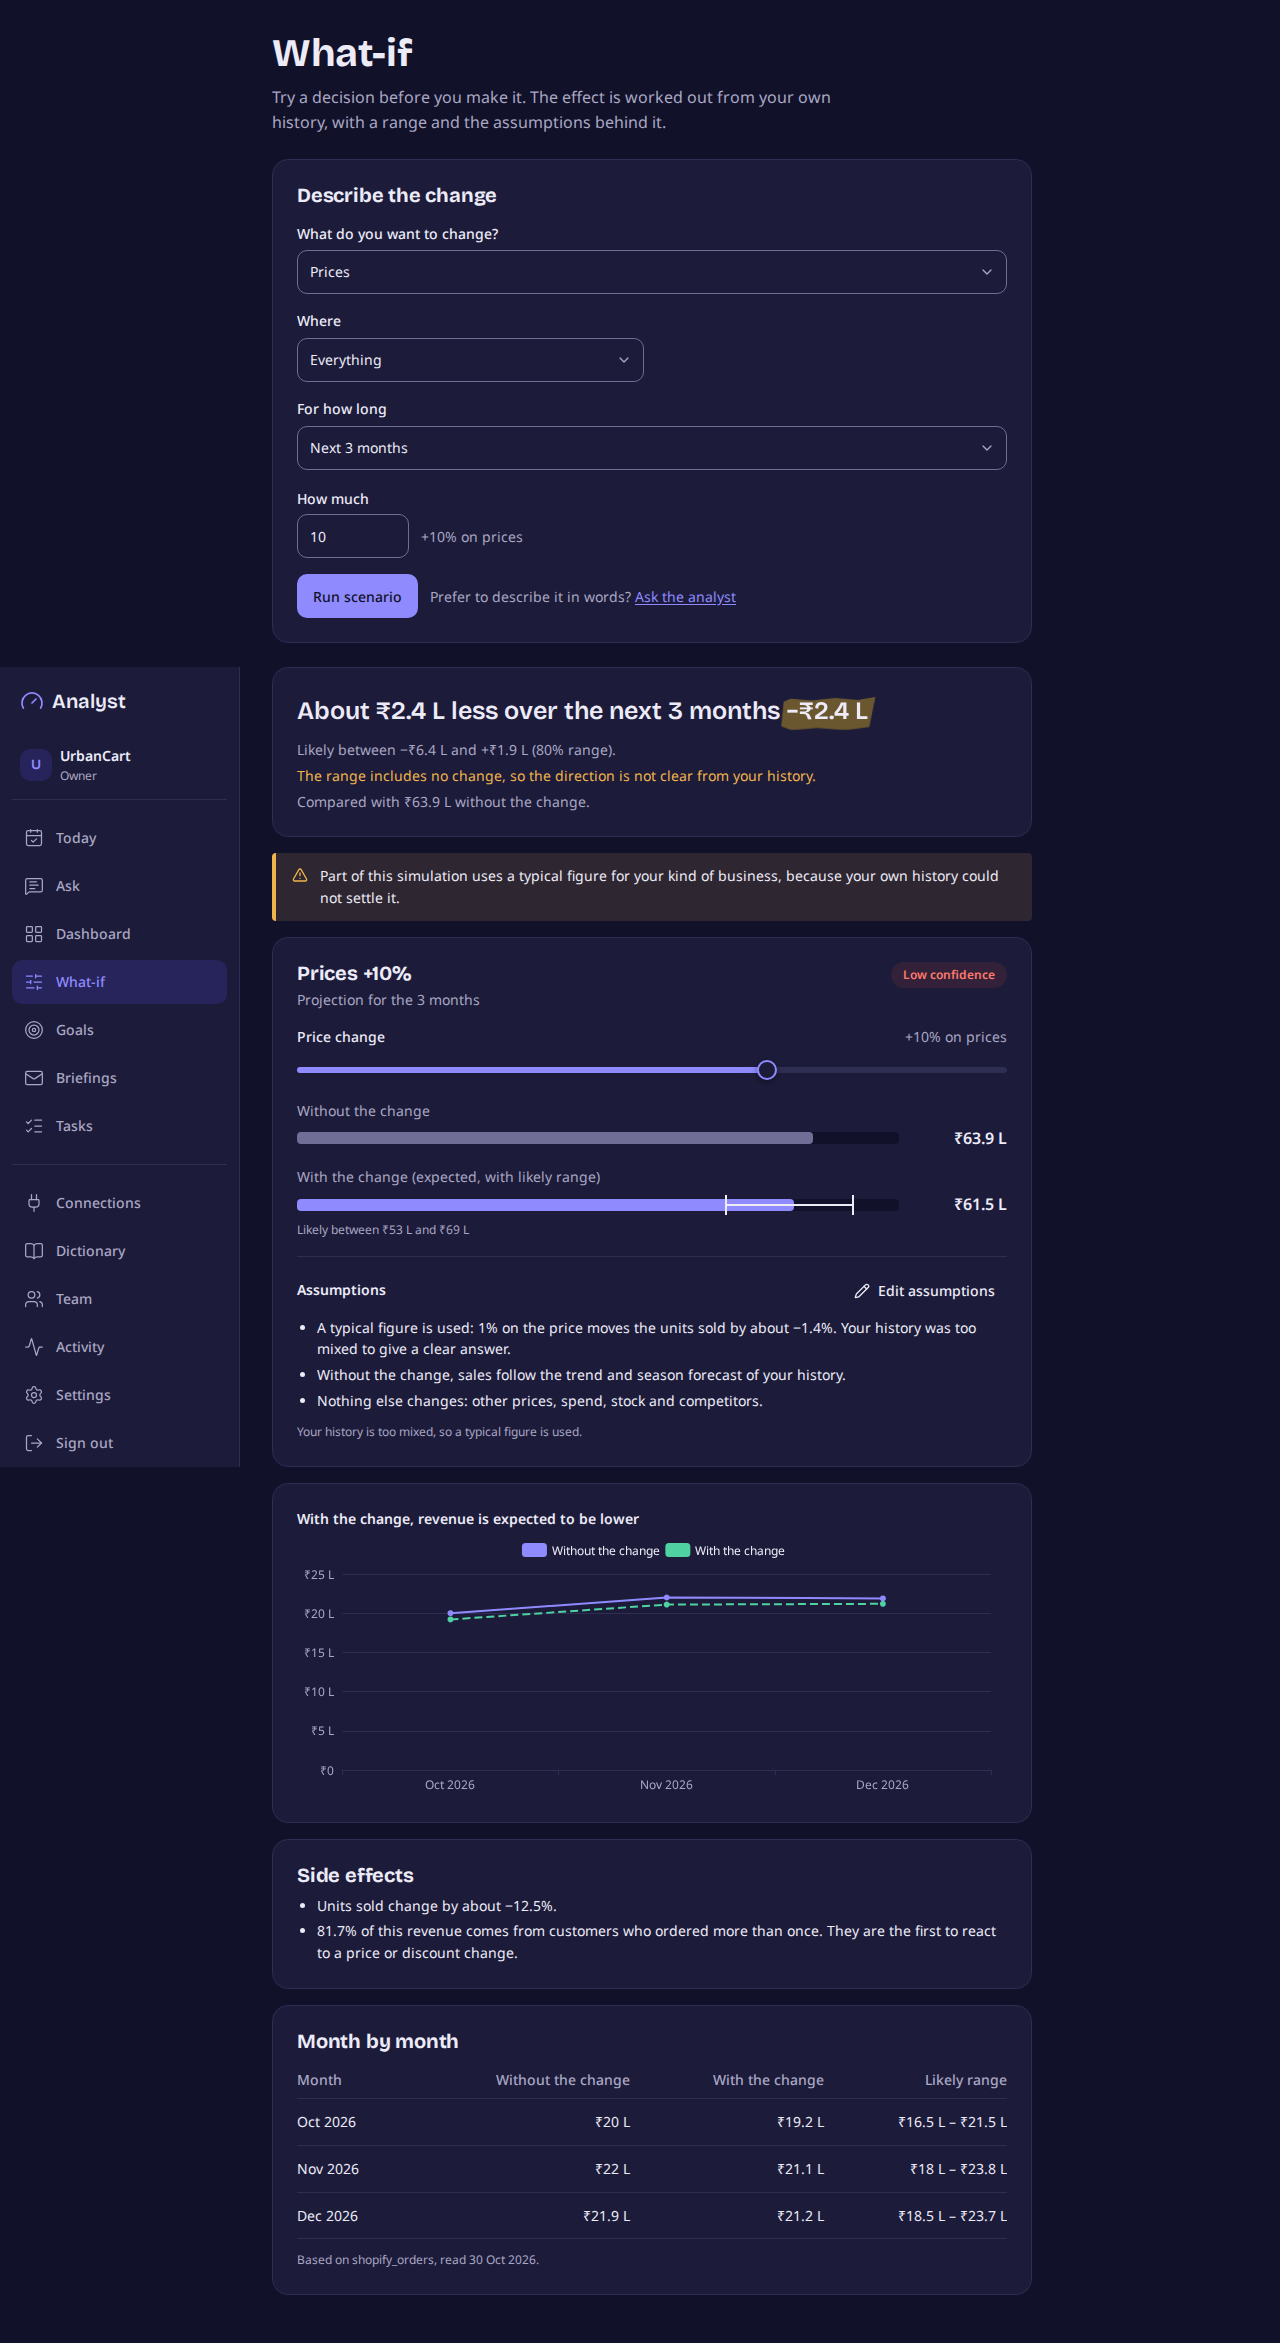 What-if
Try a decision before you make it. The effect is worked out from your own
history, with a range and the assumptions behind it.
Describe the change
What do you want to change?
Prices
Where
Everything
For how long
Next 3 months
How much
10
+10% on prices
Run scenario
Prefer to describe it in words? Ask the analyst
Analyst
U
UrbanCart
Owner
Today
Ask
Dashboard
What-if
Goals
Briefings
Tasks
Connections
Dictionary
Team
Activity
Settings
Sign out
About ₹2.4 L less over the next 3 months −₹2.4 L
Likely between −₹6.4 L and +₹1.9 L (80% range).
The range includes no change, so the direction is not clear from your history.
Compared with ₹63.9 L without the change.
Part of this simulation uses a typical figure for your kind of business, because your own history could
not settle it.
Prices +10%
Low confidence
Projection for the 3 months
Price change
+10% on prices
Without the change
₹63.9 L
With the change (expected, with likely range)
₹61.5 L
Likely between ₹53 L and ₹69 L
Assumptions
Edit assumptions
• A typical figure is used: 1% on the price moves the units sold by about −1.4%. Your history was too
mixed to give a clear answer.
• Without the change, sales follow the trend and season forecast of your history.
• Nothing else changes: other prices, spend, stock and competitors.
Your history is too mixed, so a typical figure is used.
With the change, revenue is expected to be lower
Without the change
With the change
₹25 L
₹20 L
₹15 L
₹10 L
₹5 L
₹0
Oct 2026
Nov 2026
Dec 2026
Side effects
• Units sold change by about −12.5%.
• 81.7% of this revenue comes from customers who ordered more than once. They are the first to react
to a price or discount change.
Month by month
Month Without the change With the change Likely range
Oct 2026 ₹20 L ₹19.2 L ₹16.5 L – ₹21.5 L
Nov 2026 ₹22 L ₹21.1 L ₹18 L – ₹23.8 L
Dec 2026 ₹21.9 L ₹21.2 L ₹18.5 L – ₹23.7 L
Based on shopify_orders, read 30 Oct 2026.